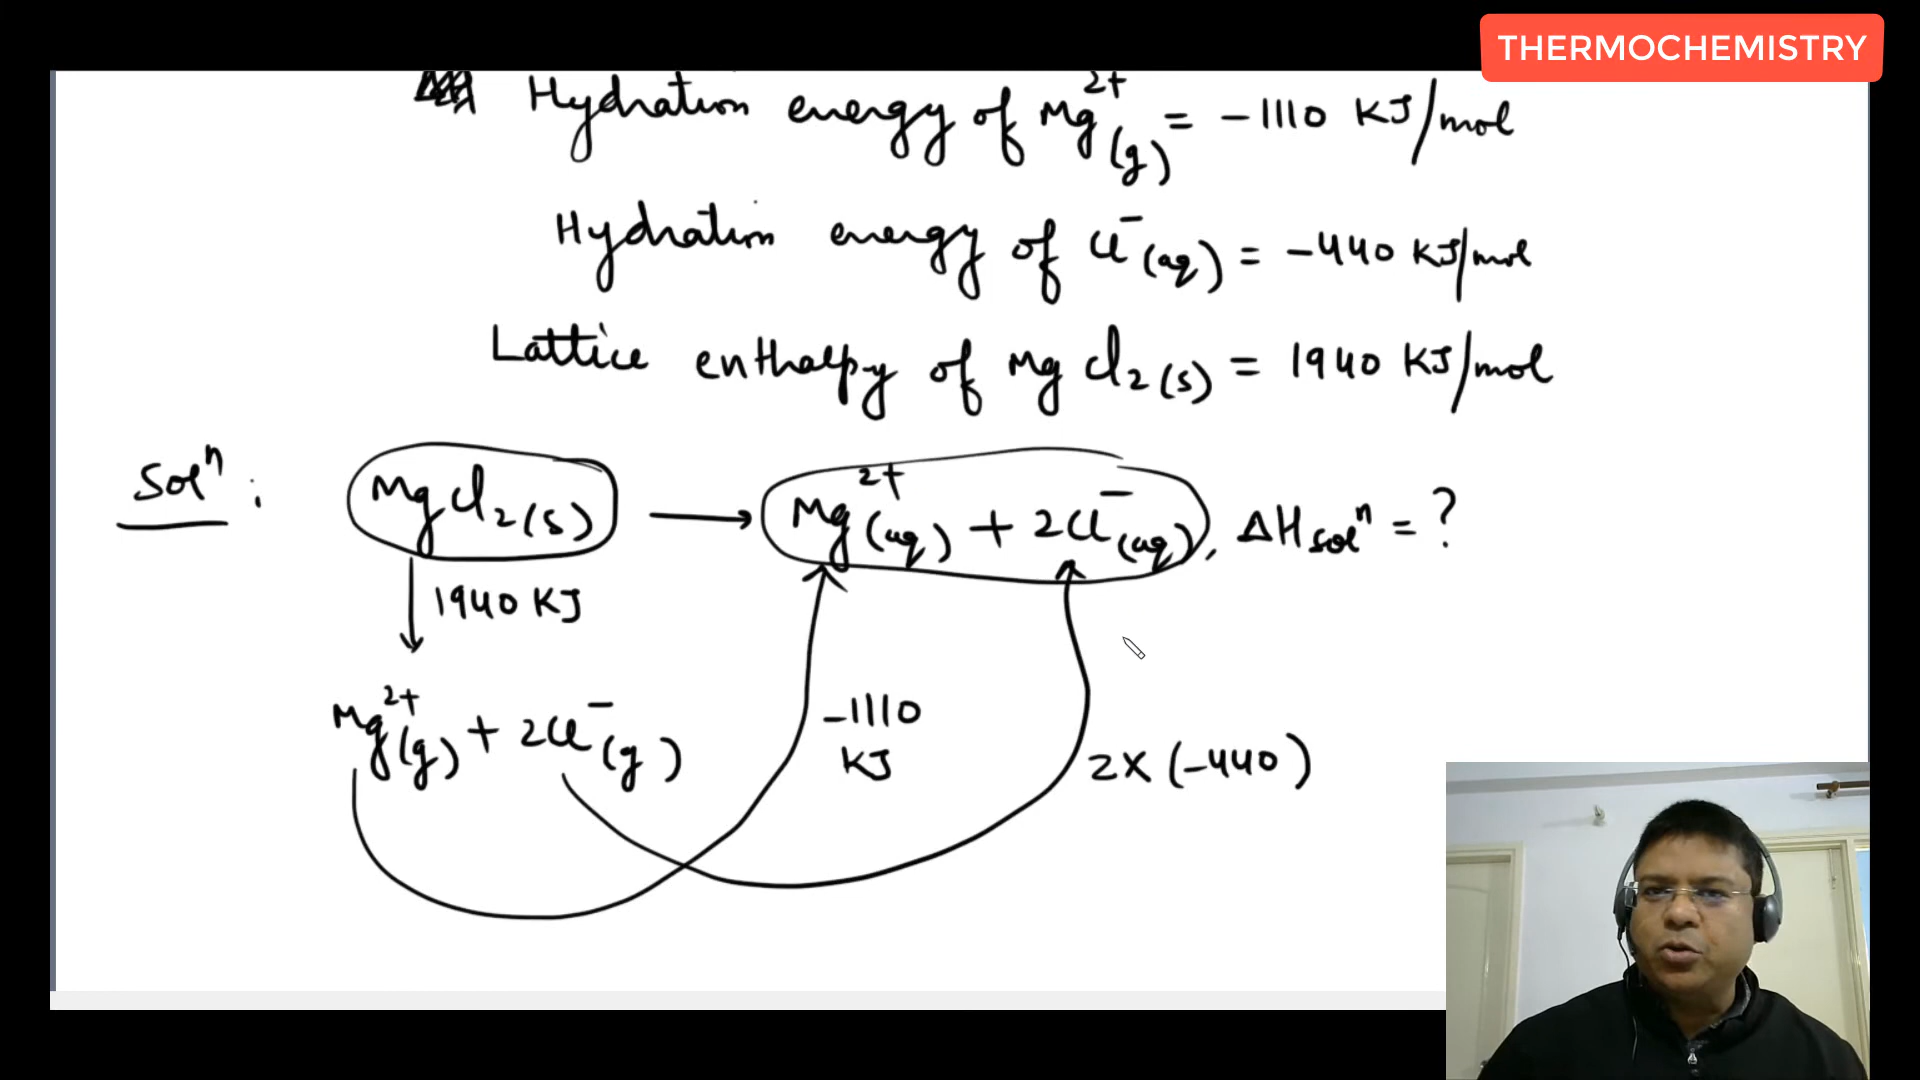 THERMOCHEMISTRY
Hydration energy of Mg²⁺(g) = -1110 KJ/mol
Hydration energy of Cl⁻(aq) = -440 KJ/mol
Lattice enthalpy of MgCl₂(s) = 1940 KJ/mol
Solⁿ : MgCl₂(s) → Mg²⁺(aq) + 2Cl⁻(aq), ΔHsolⁿ = ?
1940 KJ
Mg²⁺(g) + 2Cl⁻(g)
-1110
KJ
2X (-440)